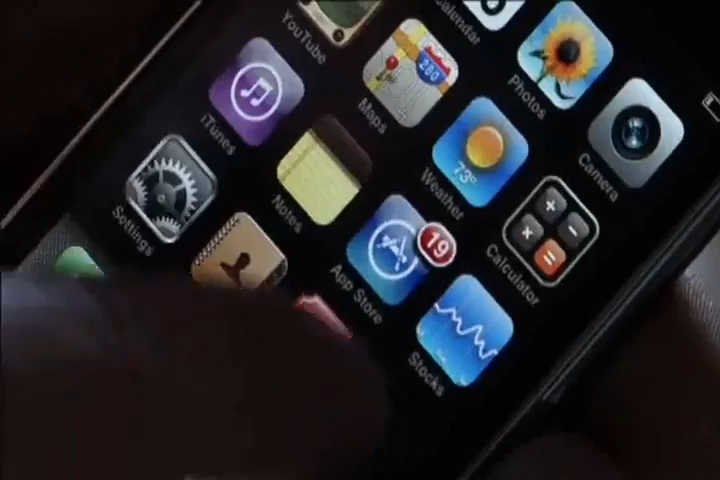 YouTube
Calendar
Photos
Camera
iTunes
Maps
280
Weather
73°
Calculator
Settings
Notes
App Store
19
Stocks